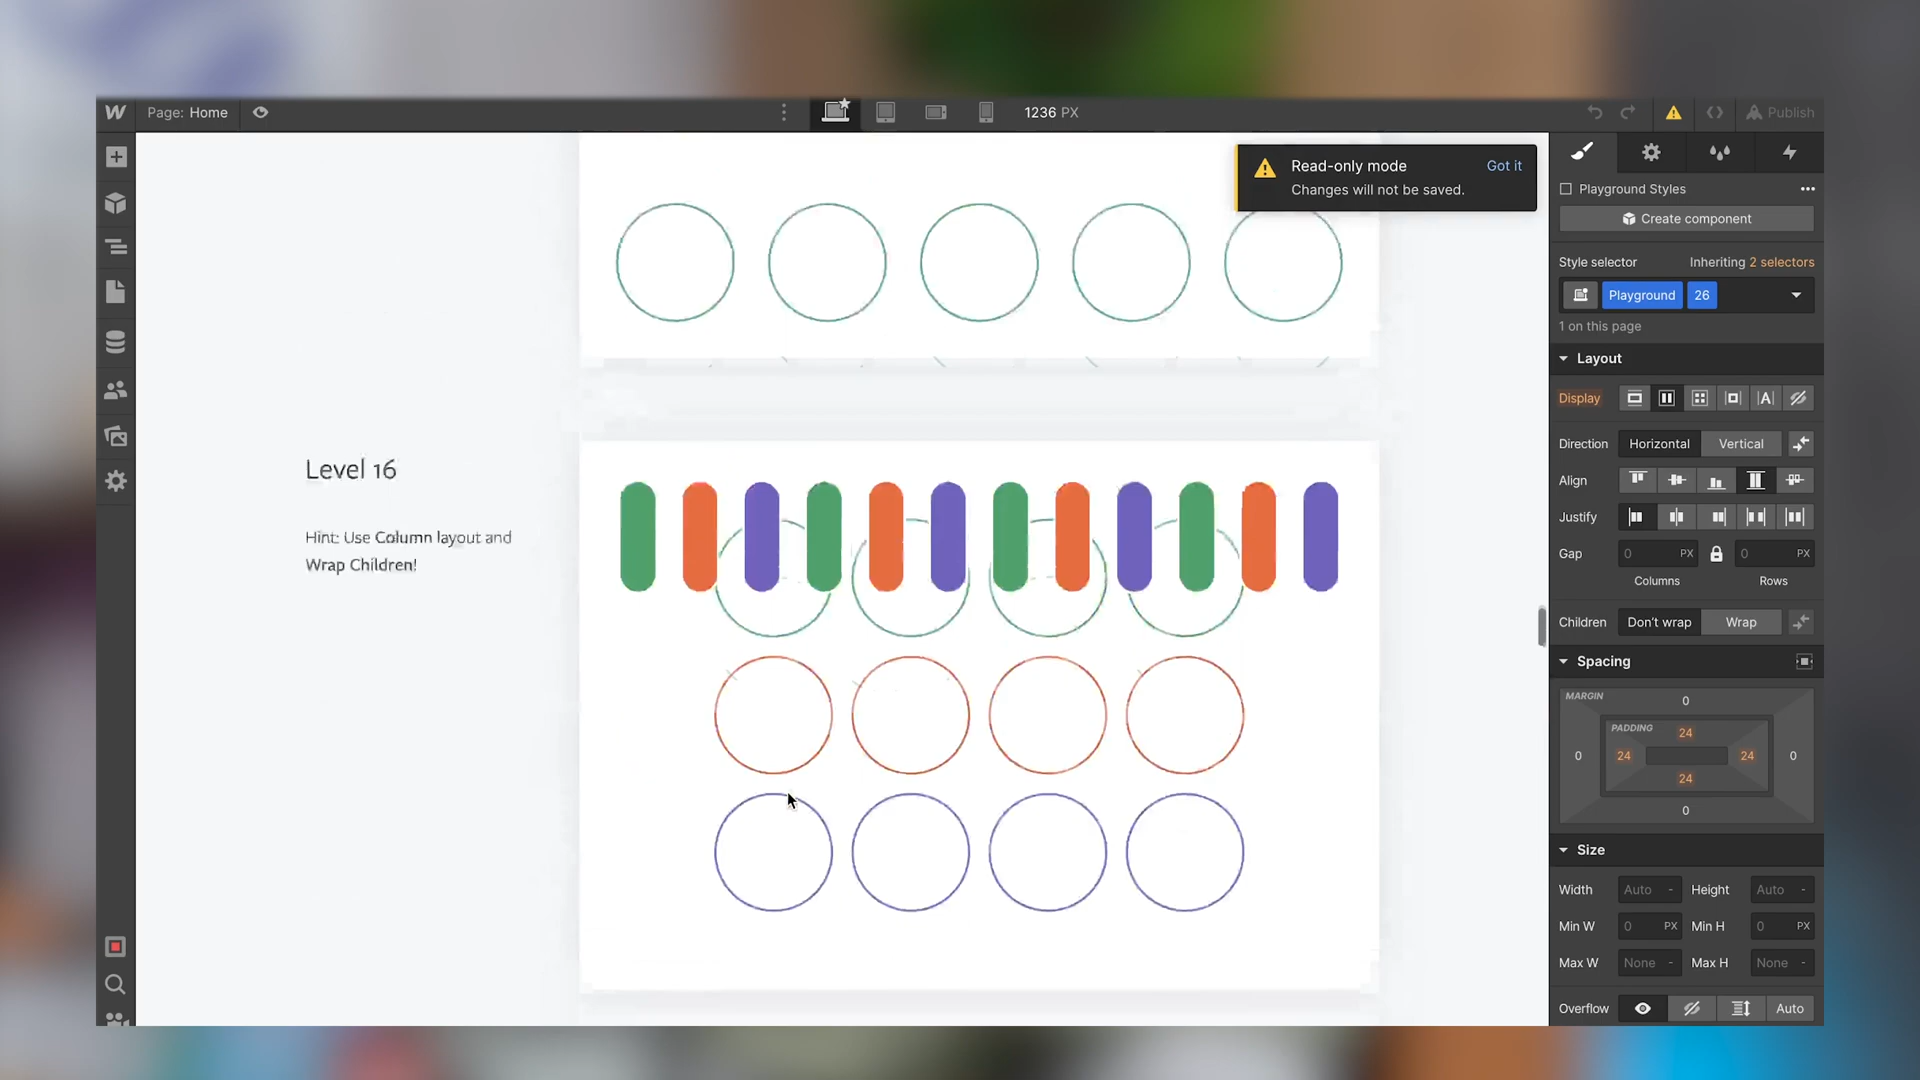 Page: Home
1236 PX
Publish
Read-only mode
Got it
Changes will not be saved.
Level 16
Hint: Use Column layout and
Wrap Children!
Playground Styles
Create component
Style selector
Inheriting 2 selectors
Playground
26
1 on this page
Layout
Display
Direction
Horizontal
Vertical
Align
Justify
Gap
0 PX
0 PX
Columns
Rows
Children
Don't wrap
Wrap
Spacing
MARGIN
0
PADDING
24
0
24
24
0
24
0
Size
Width
Auto -
Height
Auto -
Min W
0 PX
Min H
0 PX
Max W
None -
Max H
None -
Overflow
Auto